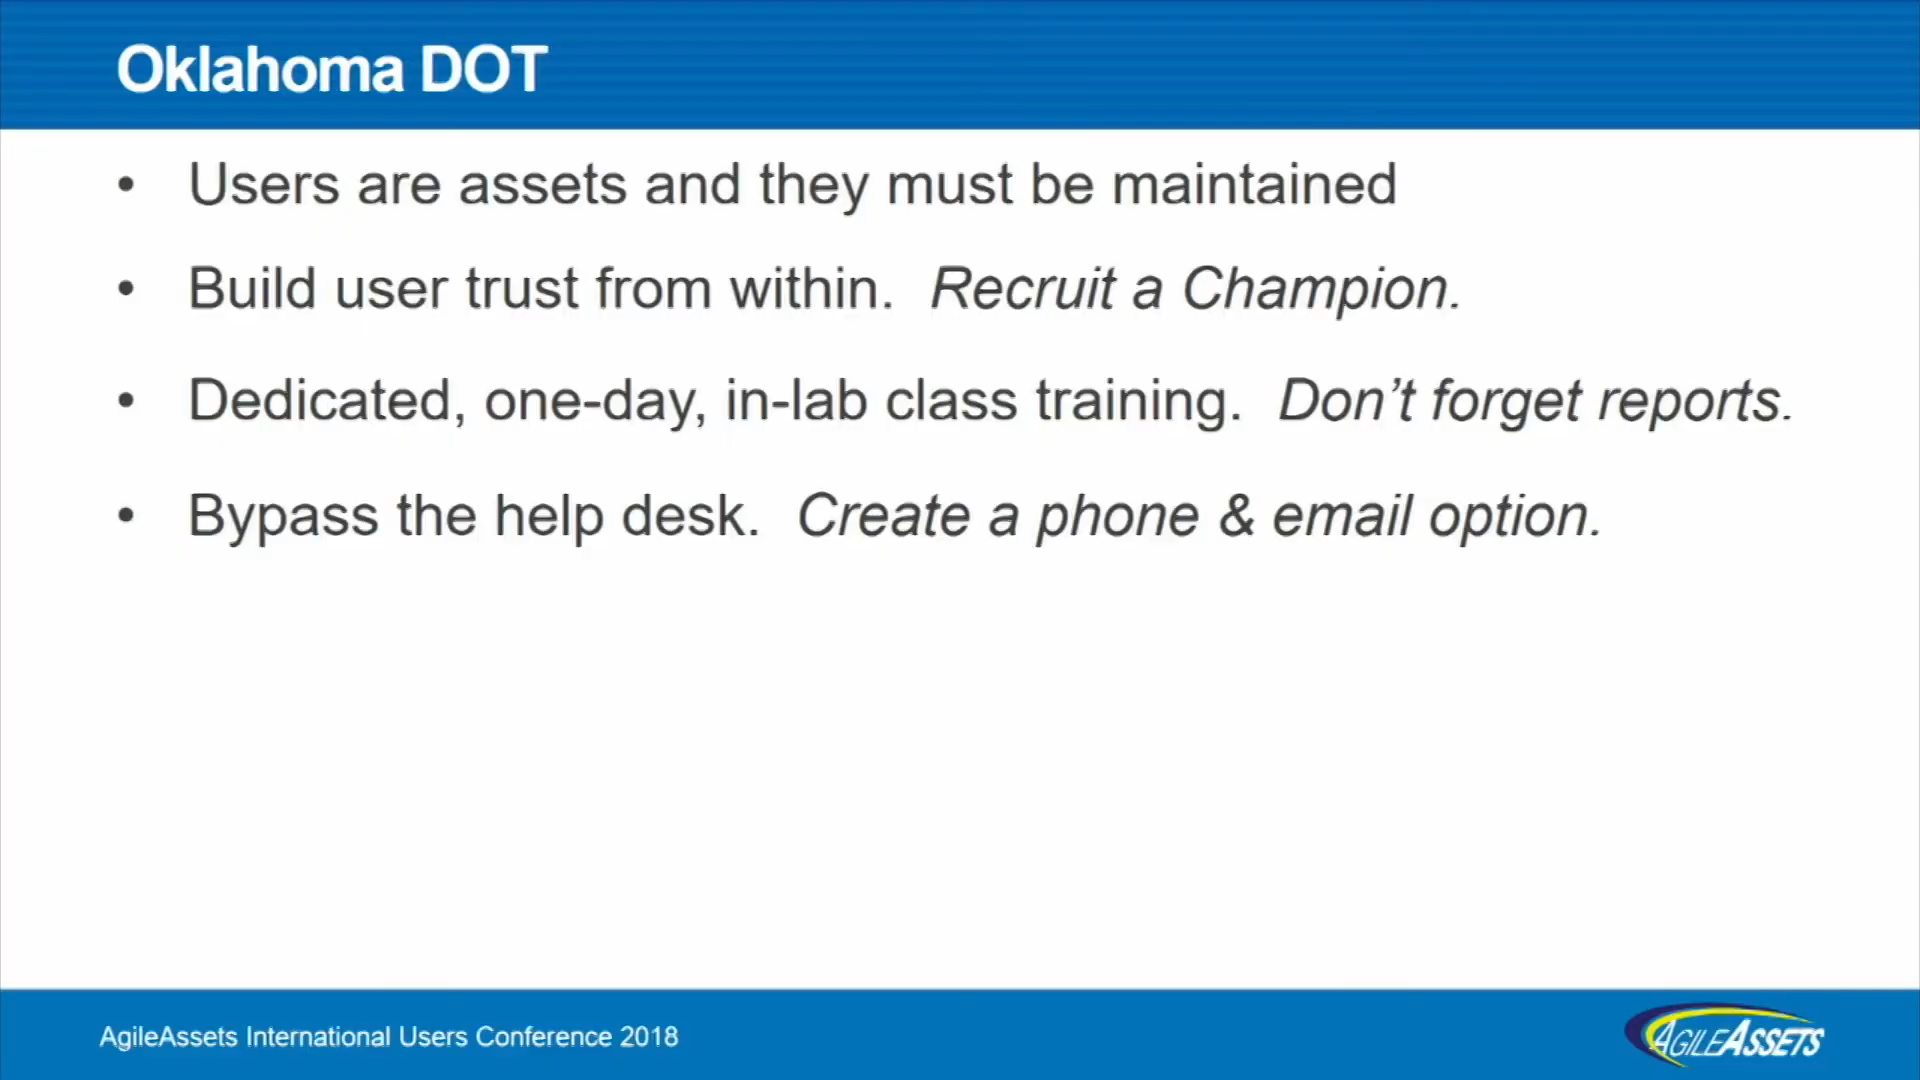 Oklahoma DOT
• Users are assets and they must be maintained
• Build user trust from within.  Recruit a Champion.
• Dedicated, one-day, in-lab class training.  Don’t forget reports.
• Bypass the help desk.  Create a phone & email option.
AgileAssets International Users Conference 2018
AGILEASSETS